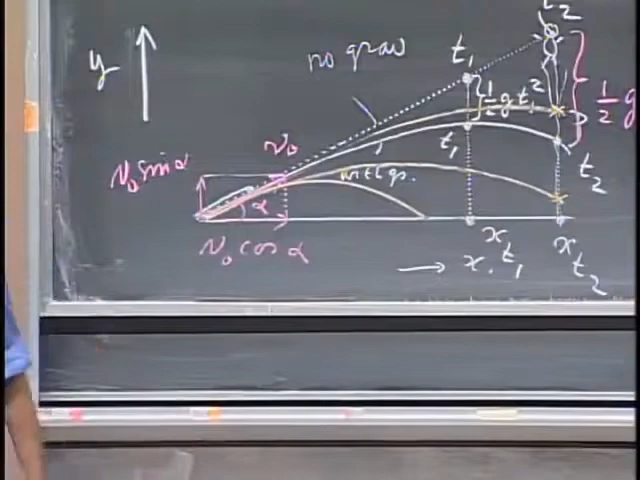 t₂
no grav
t₁
y
½ g t₁²
½ g
v₀
t₁
v₀ sin α
with gr.
t₂
α
v₀ cos α
x t₁
x t₂
x.